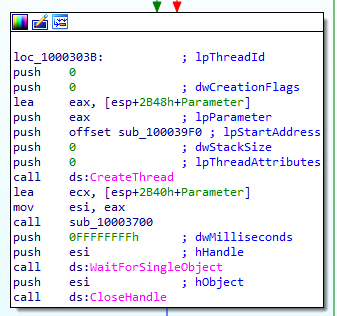 loc_1000303B: ; lpThreadId
push 0
push 0 ; dwCreationFlags
lea eax, [esp+2B48h+Parameter]
push eax ; lpParameter
push offset sub_100039F0 ; lpStartAddress
push 0 ; dwStackSize
push 0 ; lpThreadAttributes
call ds:CreateThread
lea ecx, [esp+2B40h+Parameter]
mov esi, eax
call sub_10003700
push 0FFFFFFFFh ; dwMilliseconds
push esi ; hHandle
call ds:WaitForSingleObject
push esi ; hObject
call ds:CloseHandle